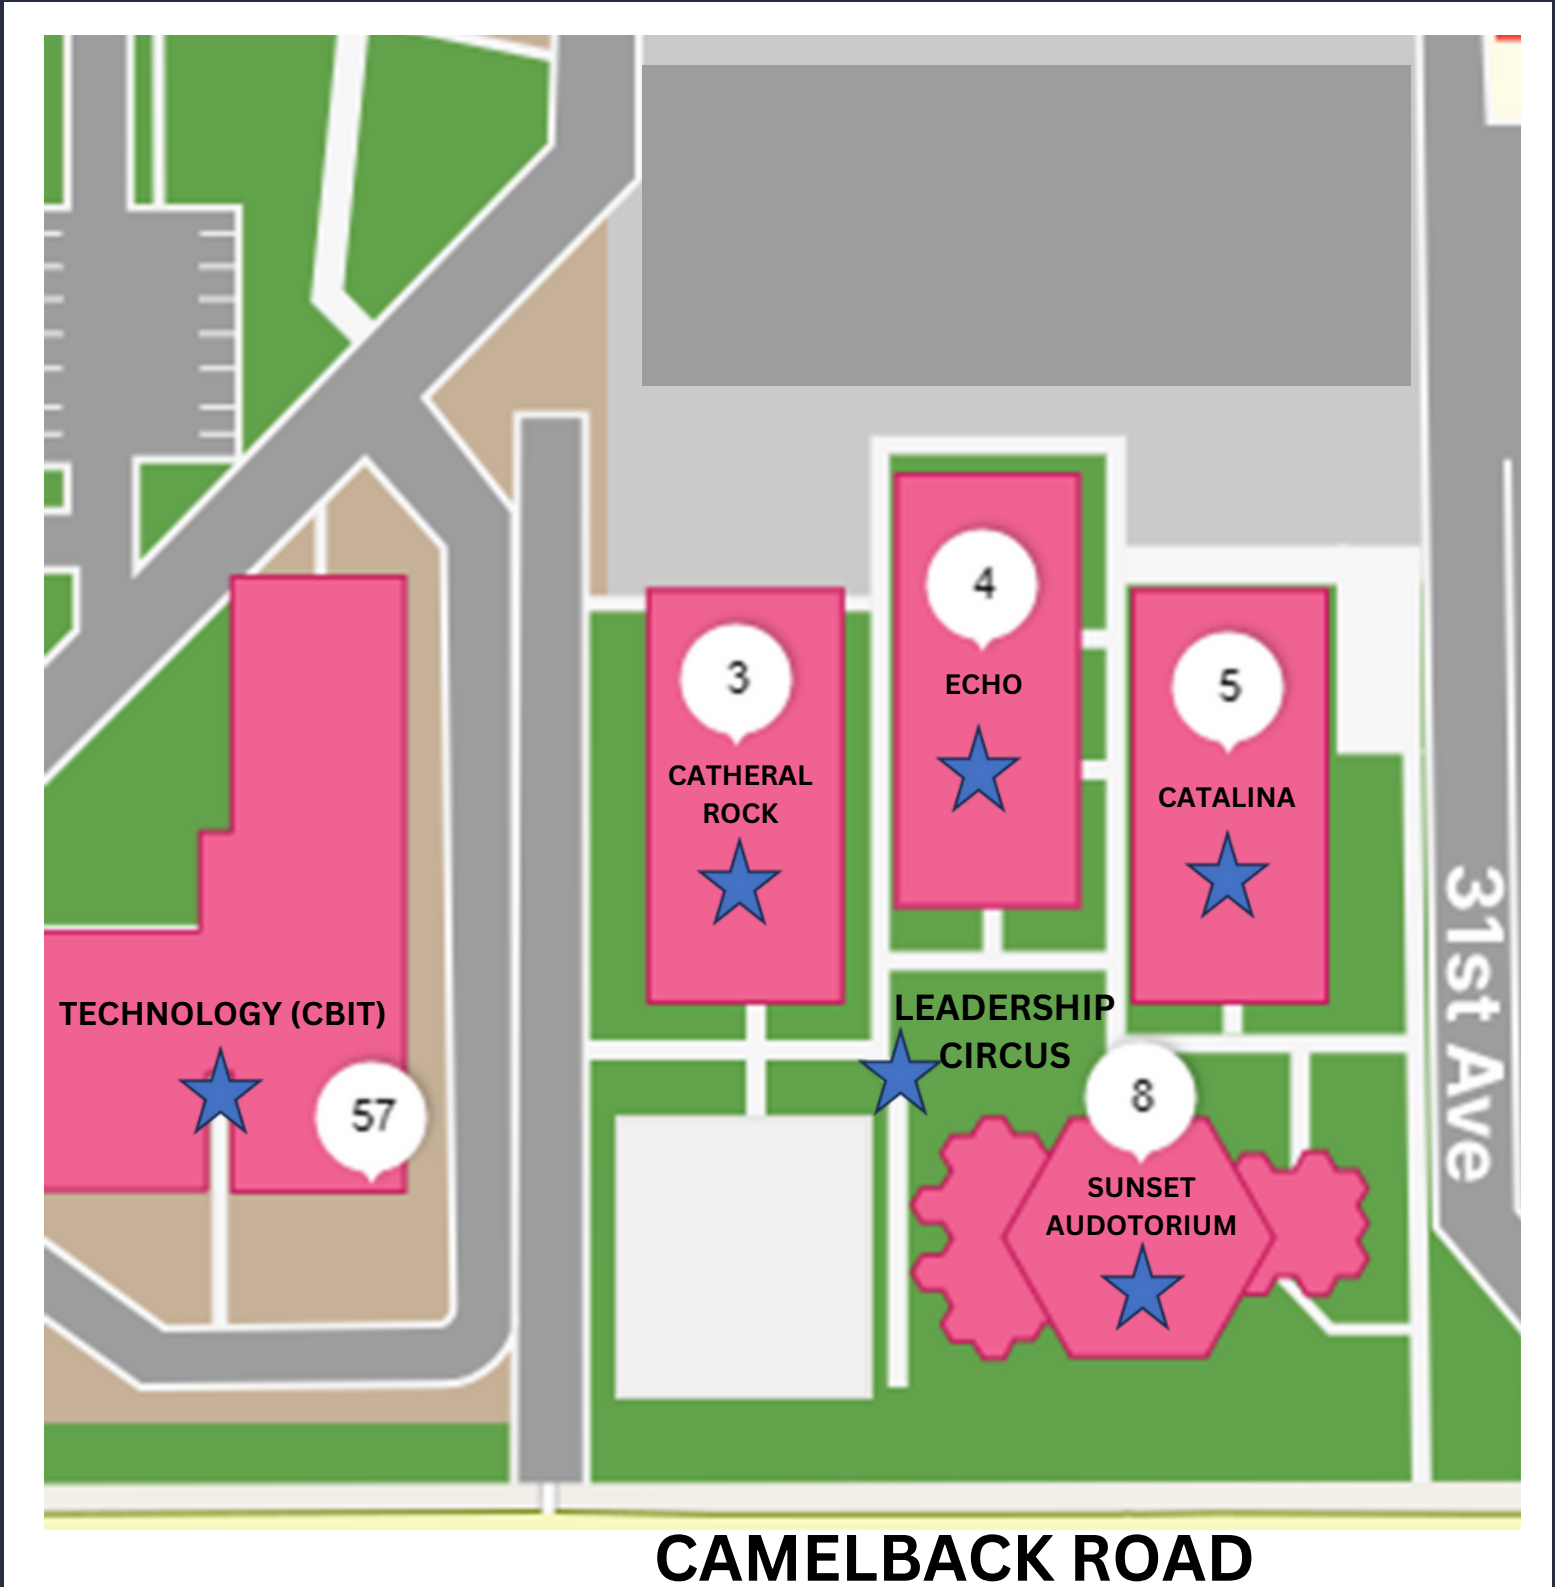 4
ECHO
3
CATHERAL
ROCK
5
CATALINA
31st Ave
TECHNOLOGY (CBIT)
57
LEADERSHIP
CIRCUS
8
SUNSET
AUDOTORIUM
CAMELBACK ROAD